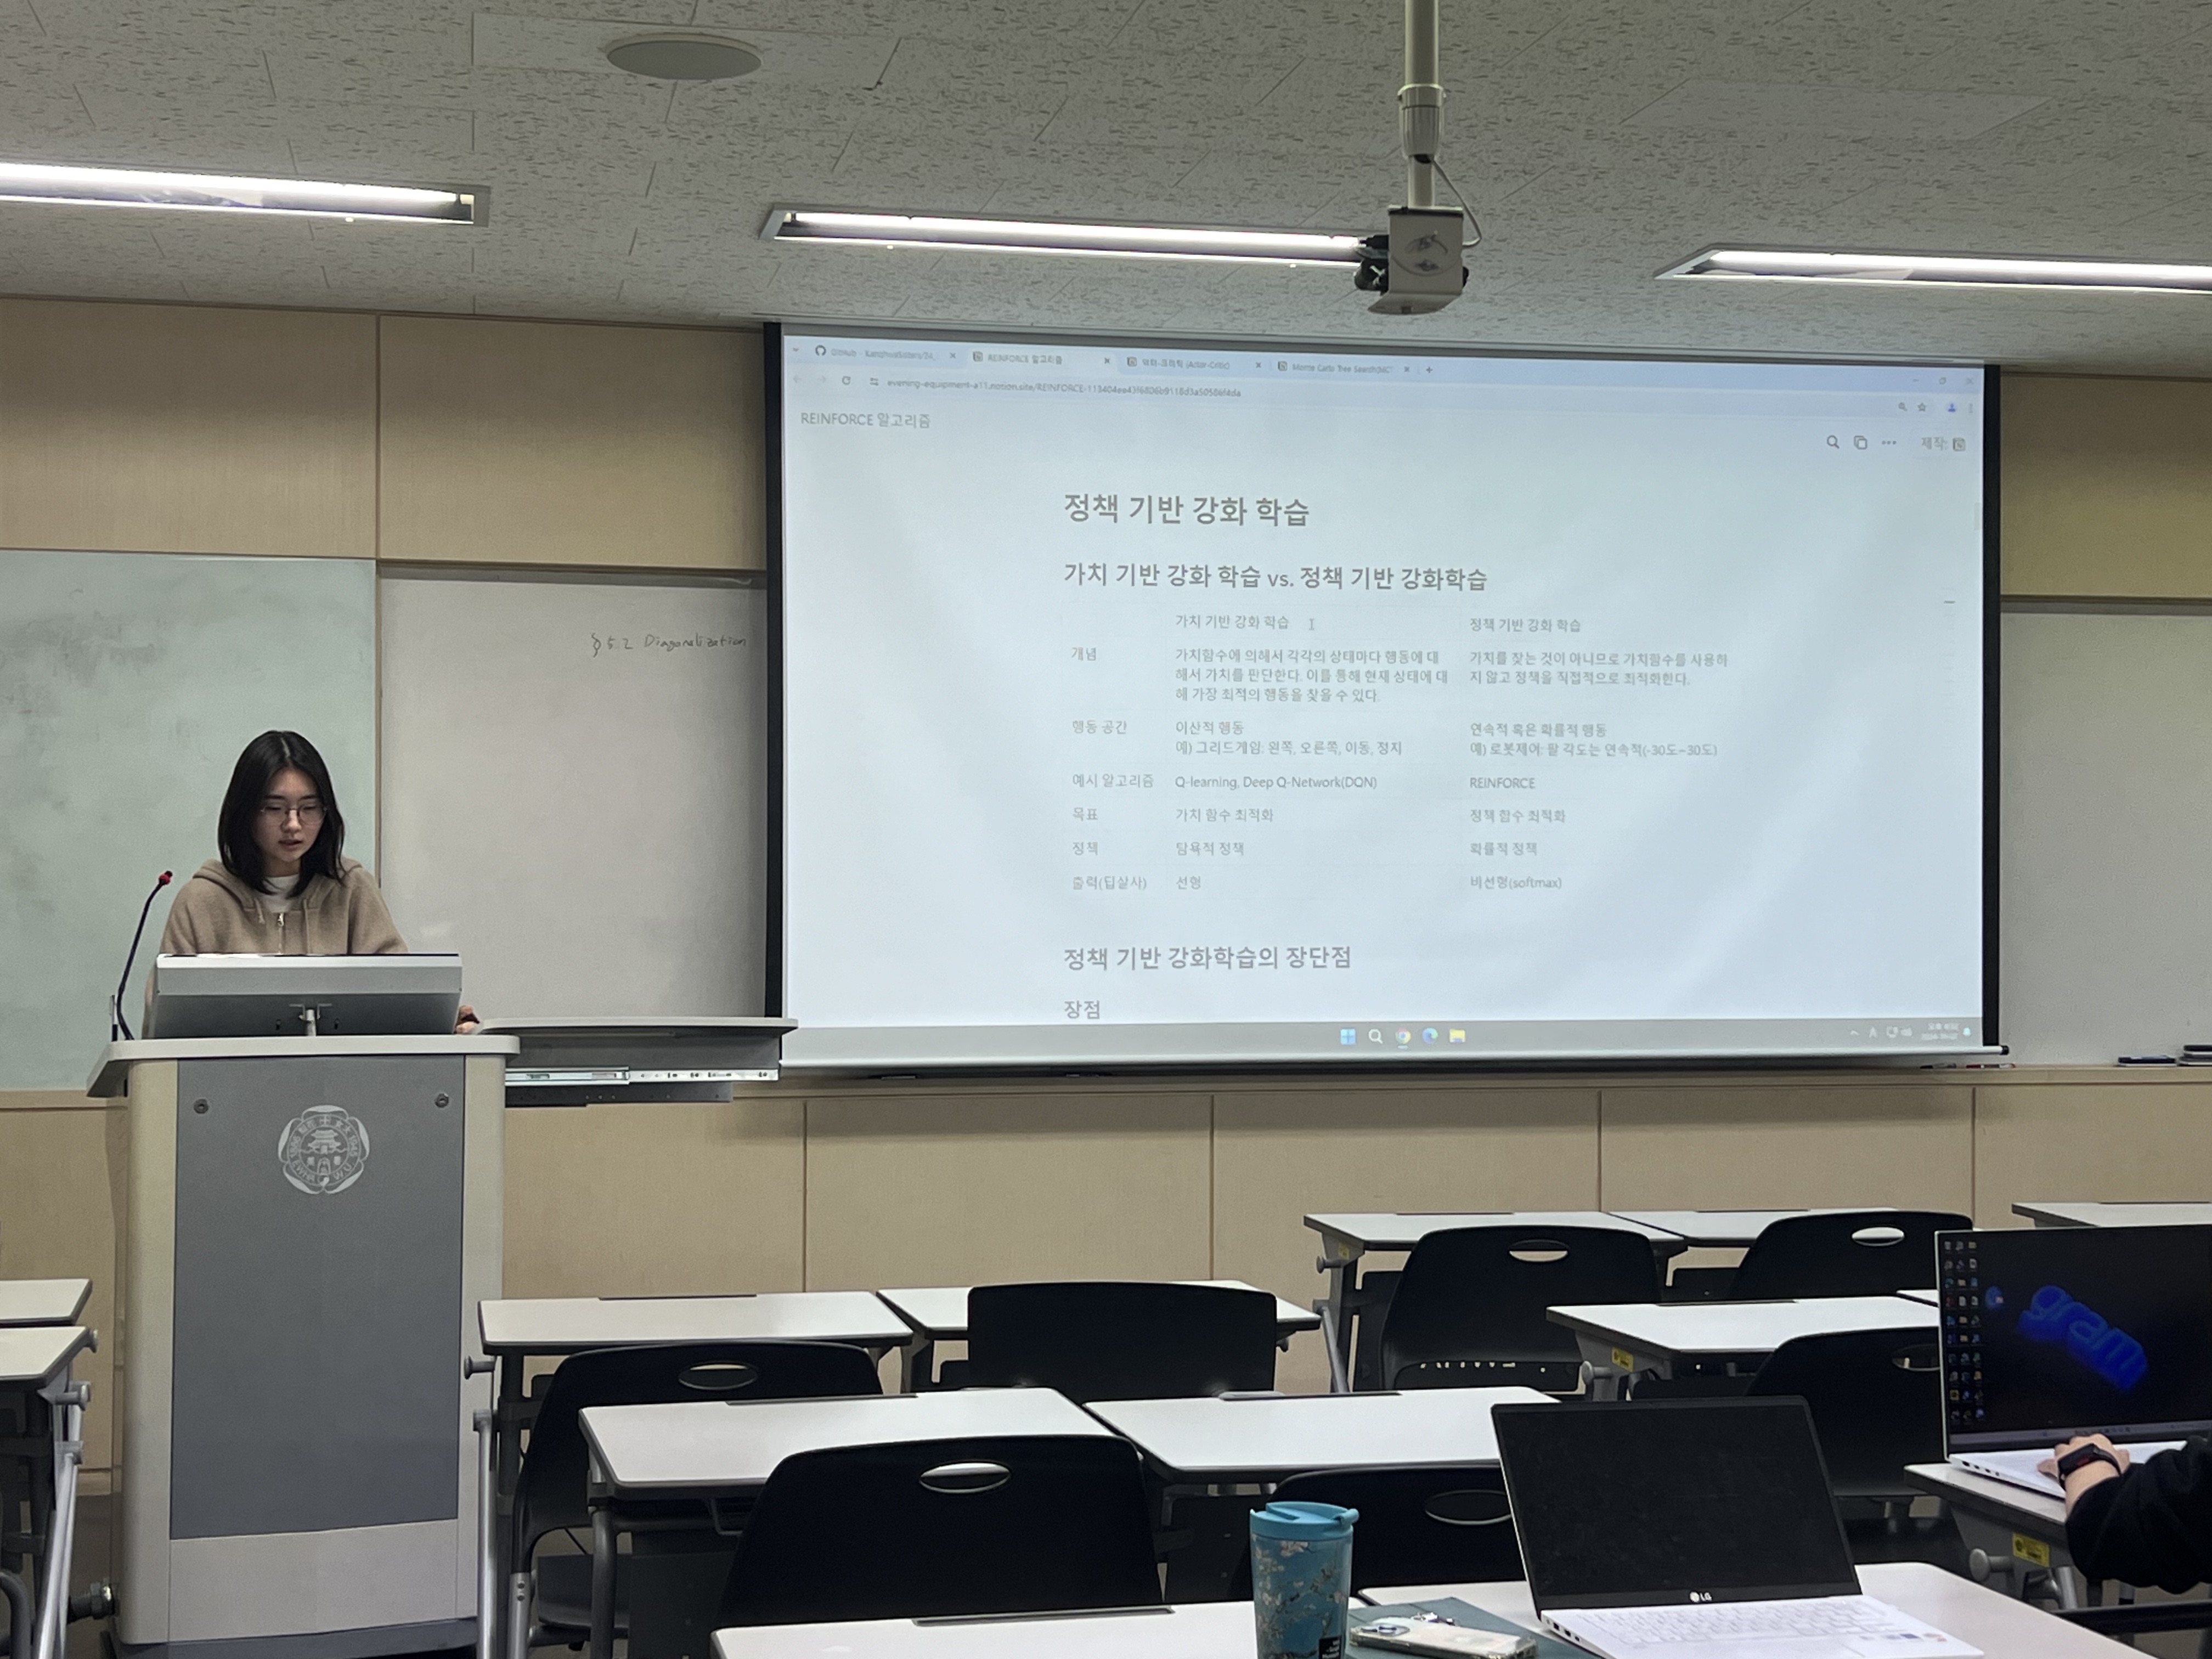 REINFORCE 알고리즘
Monte Carlo Tree Search(MCT
REINFORCE 알고리즘
제작:
정책 기반 강화 학습
가치 기반 강화 학습 vs. 정책 기반 강화학습
가치 기반 강화 학습 정책 기반 강화 학습
개념 가치함수에 의해서 각각의 상태마다 행동에 대
해서 가치를 판단한다. 이를 통해 현재 상태에 대
해 가장 최적의 행동을 찾을 수 있다.
가치를 찾는 것이 아니므로 가치함수를 사용하
지 않고 정책을 직접적으로 최적화한다.
행동 공간 이산적 행동
예) 그리드게임: 왼쪽, 오른쪽, 이동, 정지
연속적 혹은 확률적 행동
예) 로봇제어: 팔 각도는 연속적(-30도~30도)
예시 알고리즘 Q-learning, Deep Q-Network(DQN) REINFORCE
목표 가치 함수 최적화 정책 함수 최적화
정책 탐욕적 정책 확률적 정책
출력(딥살사) 선형 비선형(softmax)
정책 기반 강화학습의 장단점
장점
§5.2 Diagonalization
gram
LG